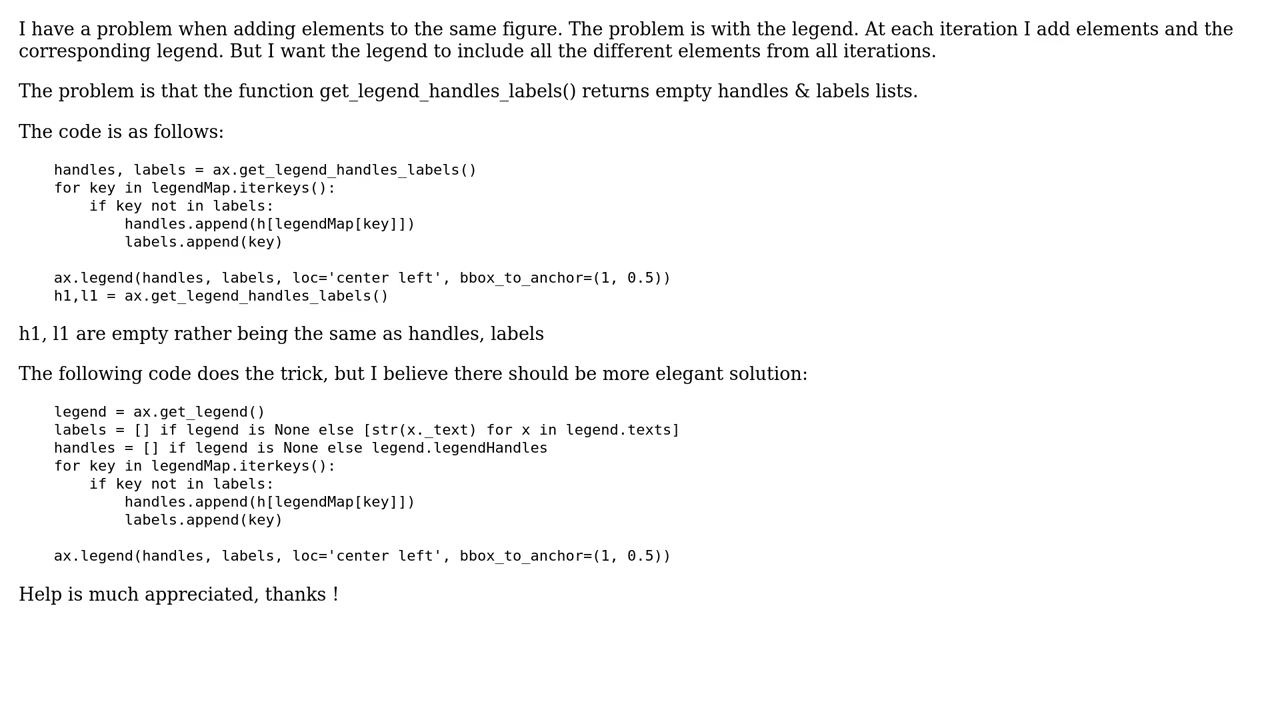 I have a problem when adding elements to the same figure. The problem is with the legend. At each iteration I add elements and the
corresponding legend. But I want the legend to include all the different elements from all iterations.
The problem is that the function get_legend_handles_labels() returns empty handles & labels lists.
The code is as follows:
    handles, labels = ax.get_legend_handles_labels()
    for key in legendMap.iterkeys():
        if key not in labels:
            handles.append(h[legendMap[key]])
            labels.append(key)
    ax.legend(handles, labels, loc='center left', bbox_to_anchor=(1, 0.5))
    h1,l1 = ax.get_legend_handles_labels()
h1, l1 are empty rather being the same as handles, labels
The following code does the trick, but I believe there should be more elegant solution:
    legend = ax.get_legend()
    labels = [] if legend is None else [str(x._text) for x in legend.texts]
    handles = [] if legend is None else legend.legendHandles
    for key in legendMap.iterkeys():
        if key not in labels:
            handles.append(h[legendMap[key]])
            labels.append(key)
    ax.legend(handles, labels, loc='center left', bbox_to_anchor=(1, 0.5))
Help is much appreciated, thanks !